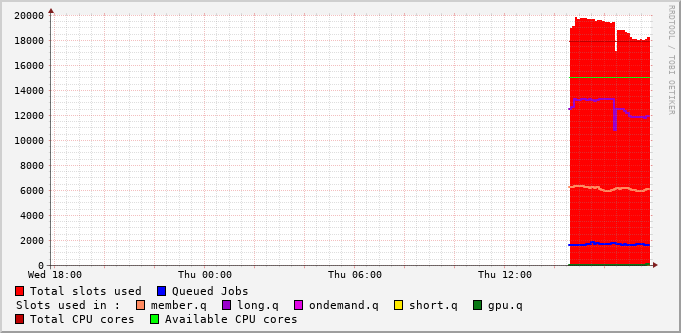 20000
18000
16000
14000
12000
10000
8000
6000
4000
2000
0
Wed 18:00 Thu 00:00 Thu 06:00 Thu 12:00
RRDTOOL / TOBI OETIKER
Total slots used Queued Jobs
Slots used in : member.q long.q ondemand.q short.q gpu.q
Total CPU cores Available CPU cores